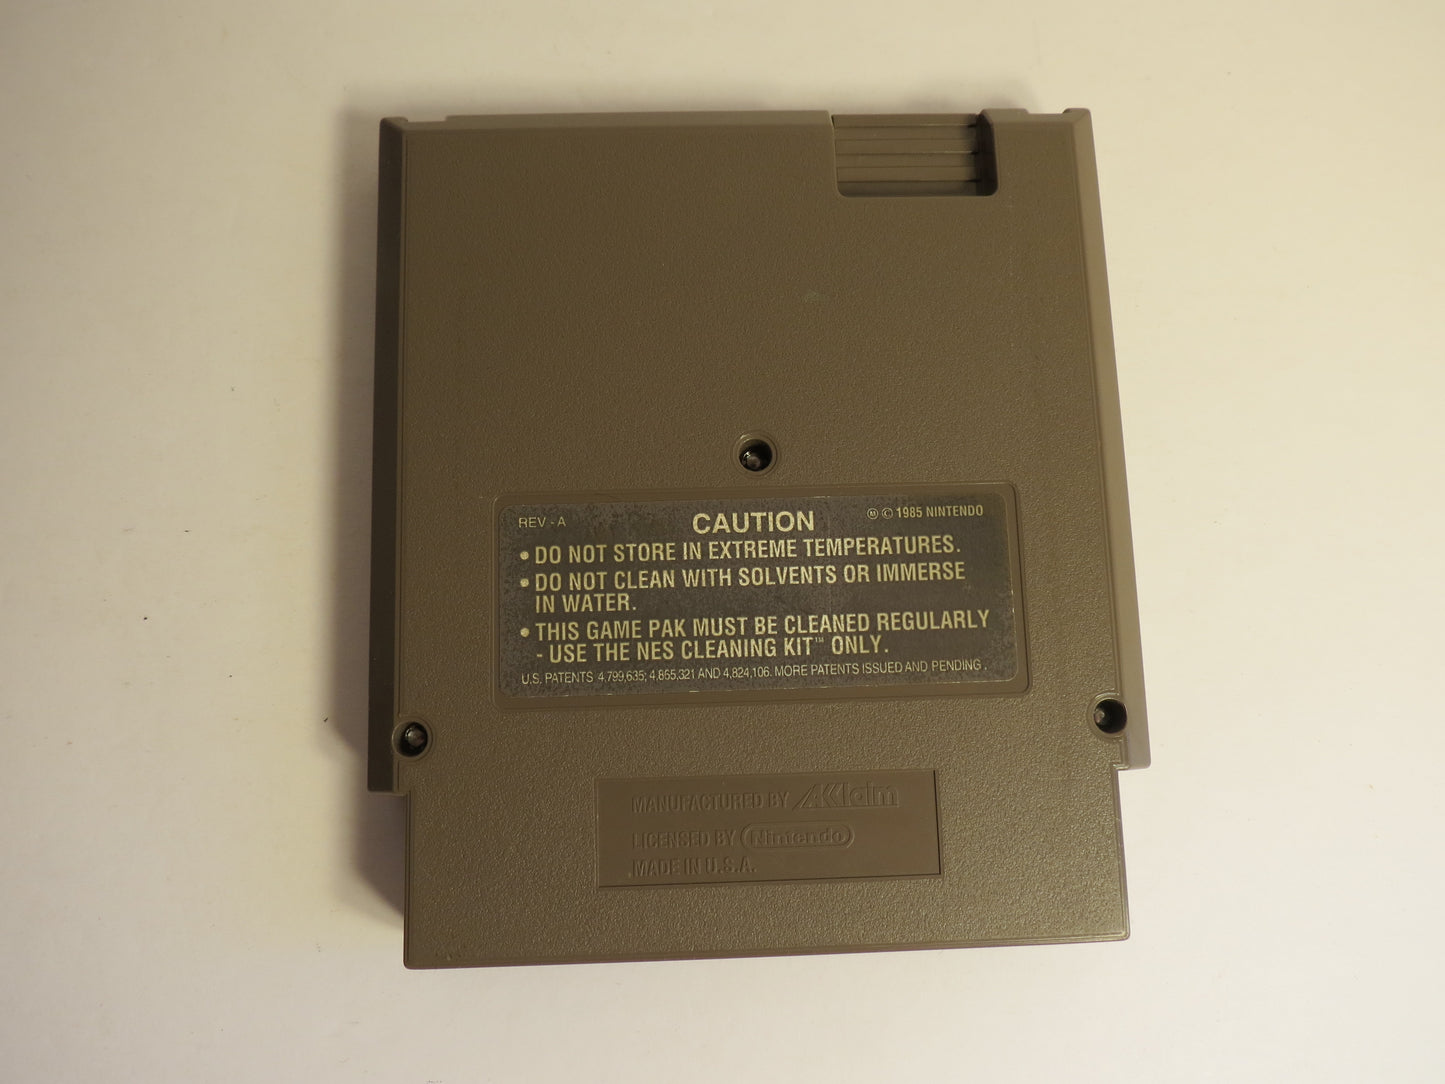 REV - A
CAUTION
Ⓜ © 1985 NINTENDO
• DO NOT STORE IN EXTREME TEMPERATURES.
• DO NOT CLEAN WITH SOLVENTS OR IMMERSE
IN WATER.
• THIS GAME PAK MUST BE CLEANED REGULARLY
- USE THE NES CLEANING KIT™ ONLY.
U.S. PATENTS 4,799,635; 4,865,321 AND 4,824,106. MORE PATENTS ISSUED AND PENDING.
MANUFACTURED BY AKklaim
LICENSED BY Nintendo
MADE IN U.S.A.